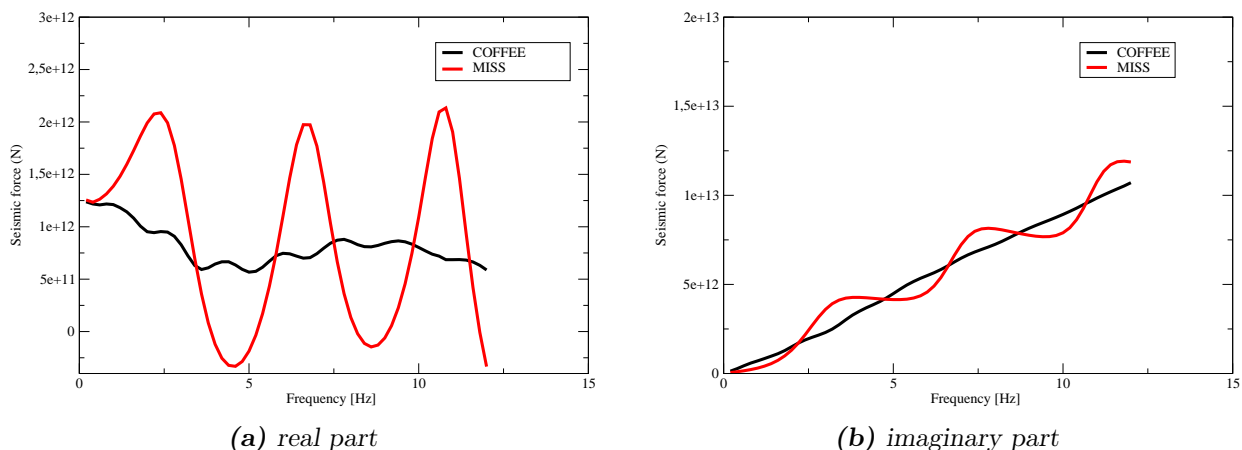 3e+12
2,5e+12
2e+12
1,5e+12
1e+12
5e+11
0
0
5
10
15
Seismic force (N)
Frequency [Hz]
COFFEE
MISS
(a) real part
2e+13
1,5e+13
1e+13
5e+12
0
0
5
10
15
Seismic force (N)
Frequency [Hz]
COFFEE
MISS
(b) imaginary part